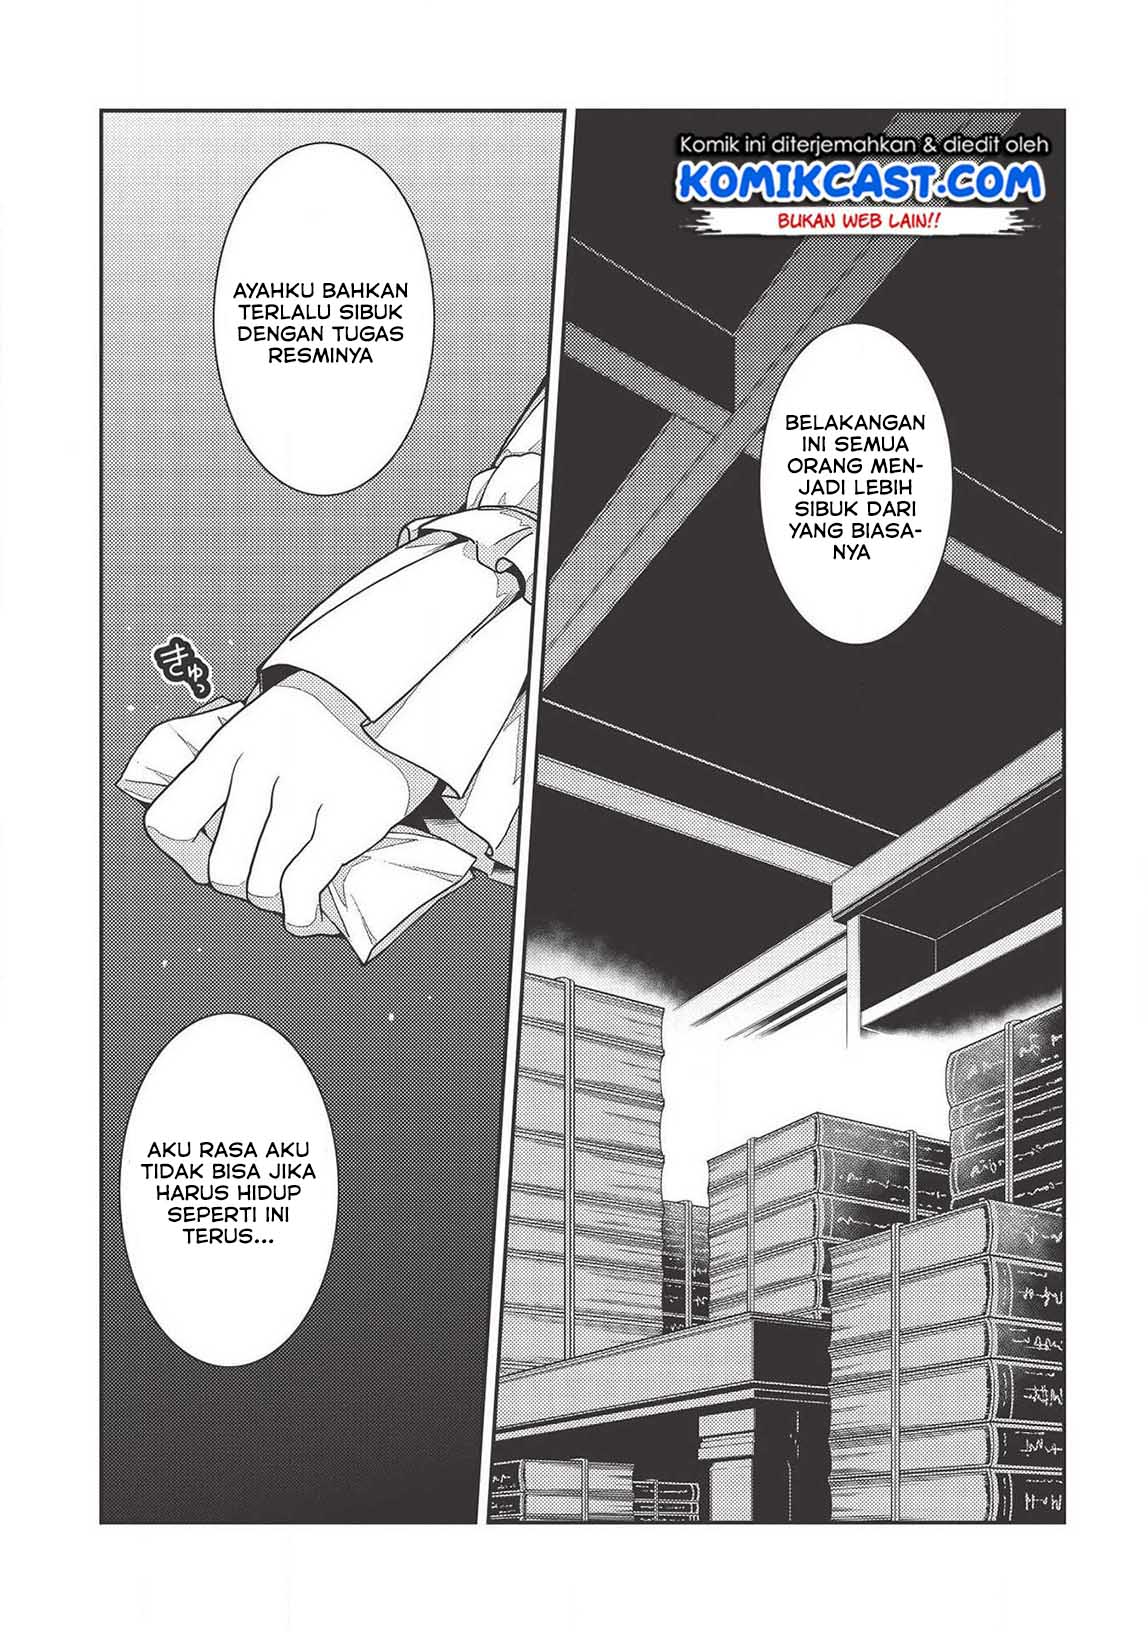 Komik ini diterjemahkan & diedit oleh
KOMIKCAST.COM
BUKAN WEB LAIN!!
BELAKANGAN
INI SEMUA
ORANG MEN-
JADI LEBIH
SIBUK DARI
YANG BIASA-
NYA
AYAHKU BAHKAN
TERLALU SIBUK
DENGAN TUGAS
RESMINYA
きゅっ
AKU RASA AKU
TIDAK BISA JIKA
HARUS HIDUP
SEPERTI INI
TERUS...